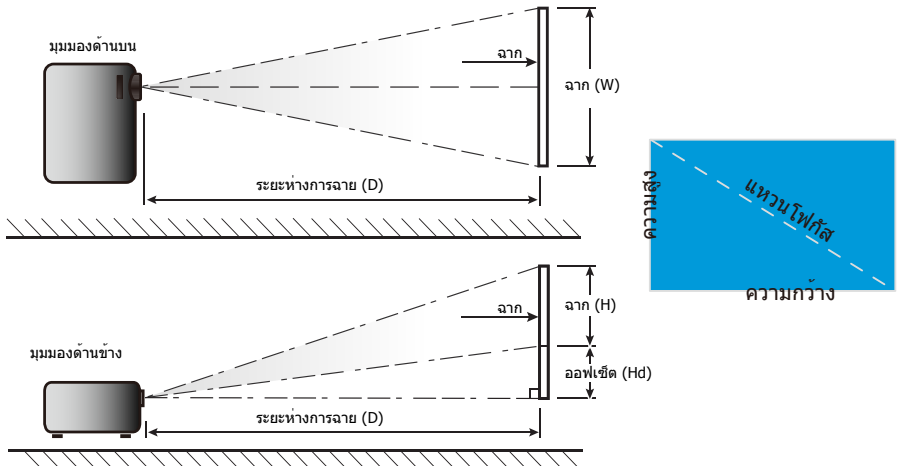 มุมมองด้านบน
ฉาก
ฉาก (W)
ระยะห่างการฉาย (D)
ความสูง
แหวนโฟกัส
ความกว้าง
มุมมองด้านข้าง
ฉาก
ฉาก (H)
ออฟเซ็ต (Hd)
ระยะห่างการฉาย (D)